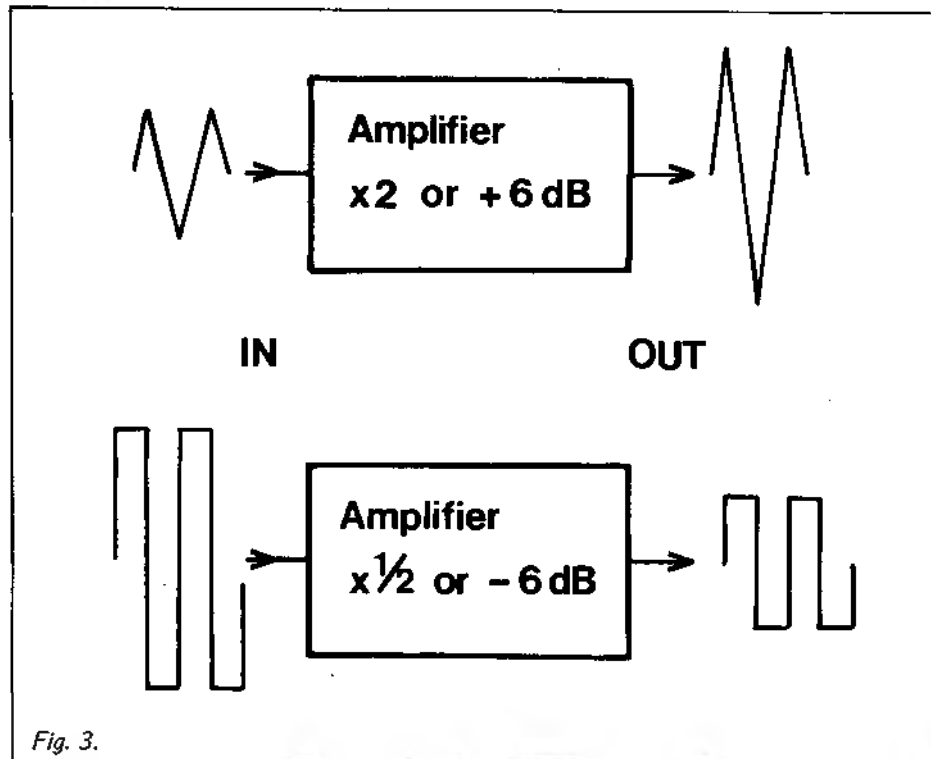 Amplifier
x2 or +6 dB
IN OUT
Amplifier
x½ or -6 dB
Fig. 3.